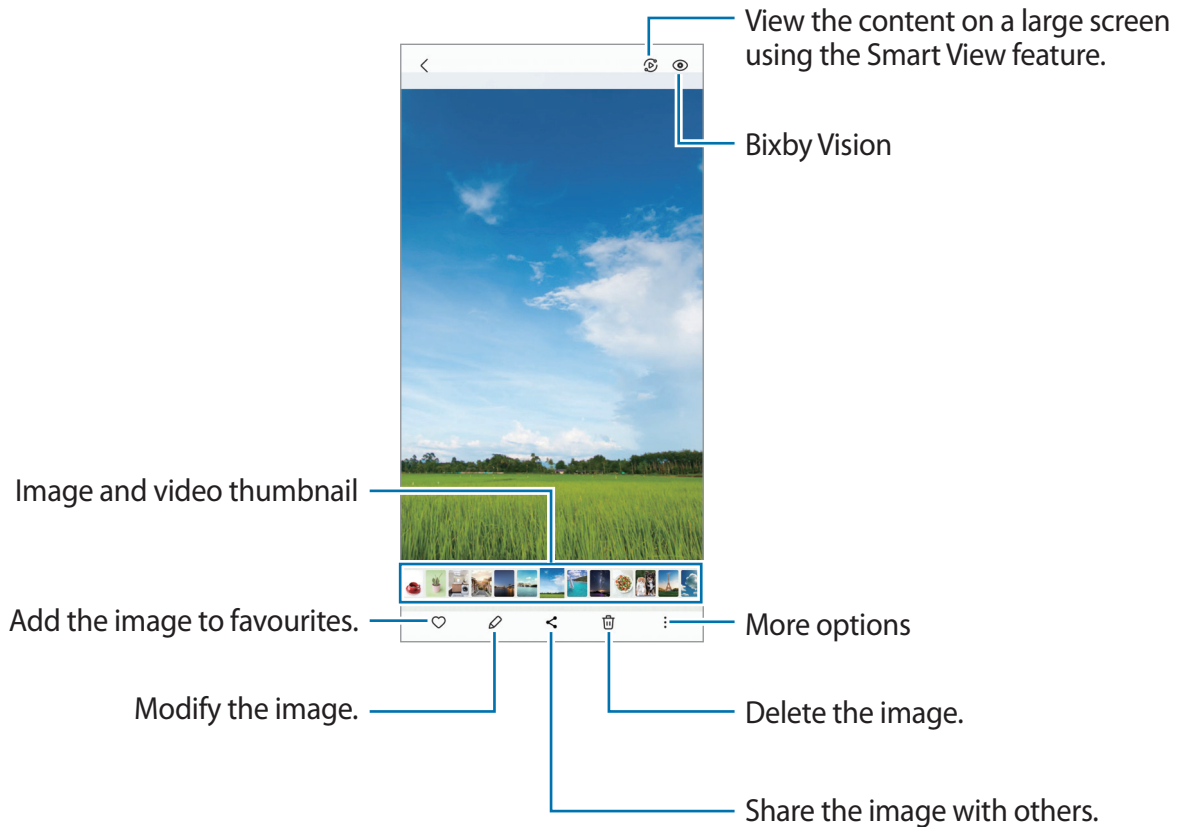 View the content on a large screen
using the Smart View feature.
Bixby Vision
Image and video thumbnail
Add the image to favourites.
More options
Modify the image.
Delete the image.
Share the image with others.